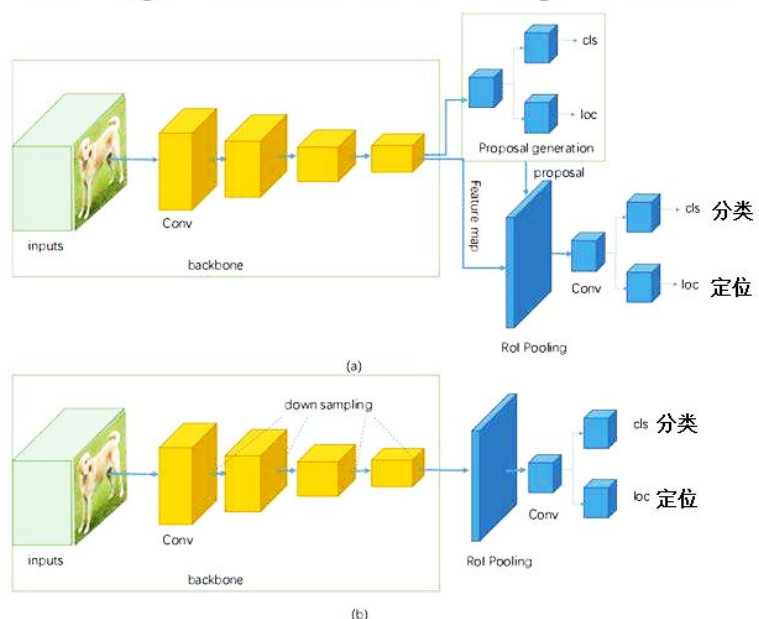 cls
loc
Proposal generation
proposal
Feature map
Conv
inputs
backbone
cls 分类
Conv
loc 定位
RoI Pooling
(a)
down sampling
cls 分类
loc 定位
Conv
Conv
inputs
RoI Pooling
backbone
(b)